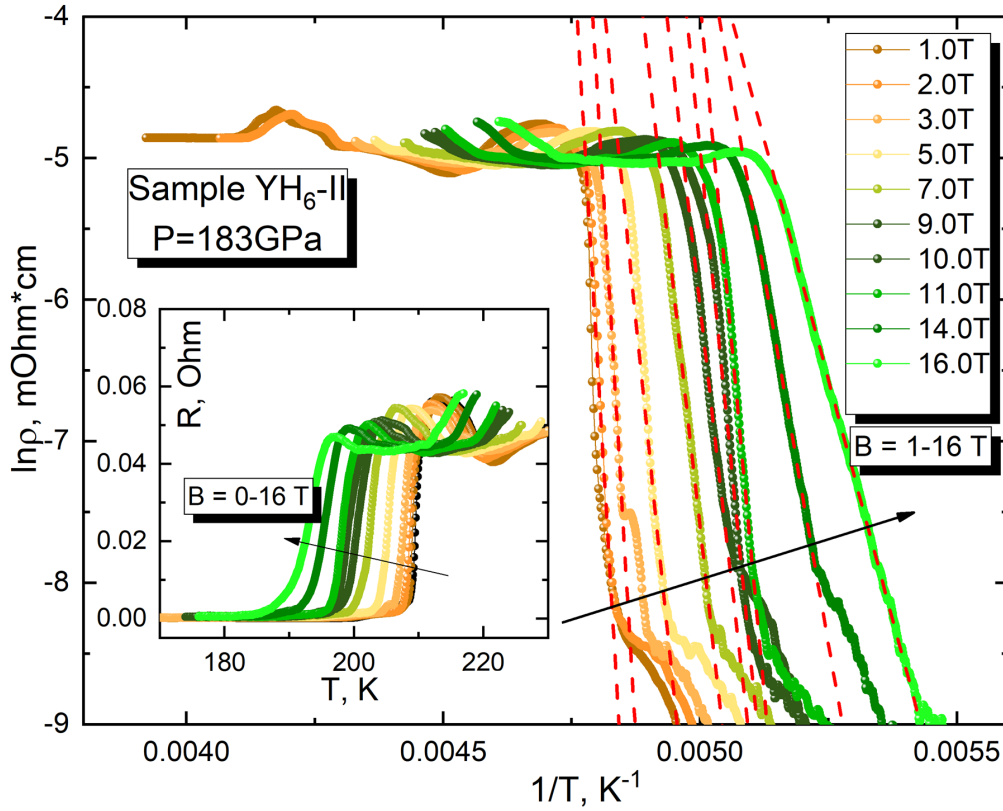 -4
-5
-6
-7
-8
-9
lnρ, mOhm*cm
0.0040
0.0045
0.0050
0.0055
1/T, K⁻¹
Sample YH₆-II
P=183GPa
1.0T
2.0T
3.0T
5.0T
7.0T
9.0T
10.0T
11.0T
14.0T
16.0T
B = 1-16 T
0.08
0.06
0.04
0.02
0.00
R, Ohm
B = 0-16 T
180
200
220
T, K